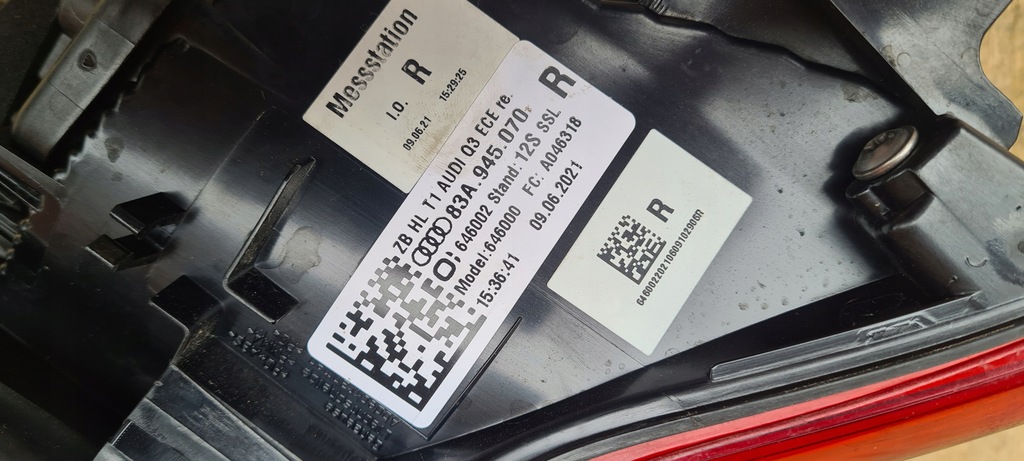 Messstation
I.O. R
09.06.21 15:29:25
ZB HL T1 AUDI Q3 ECE re.
83A.945.070
R
646002 Stand: 12S SSL
Model:646000 FC: A046318
15:36:41 09.06.2021
R